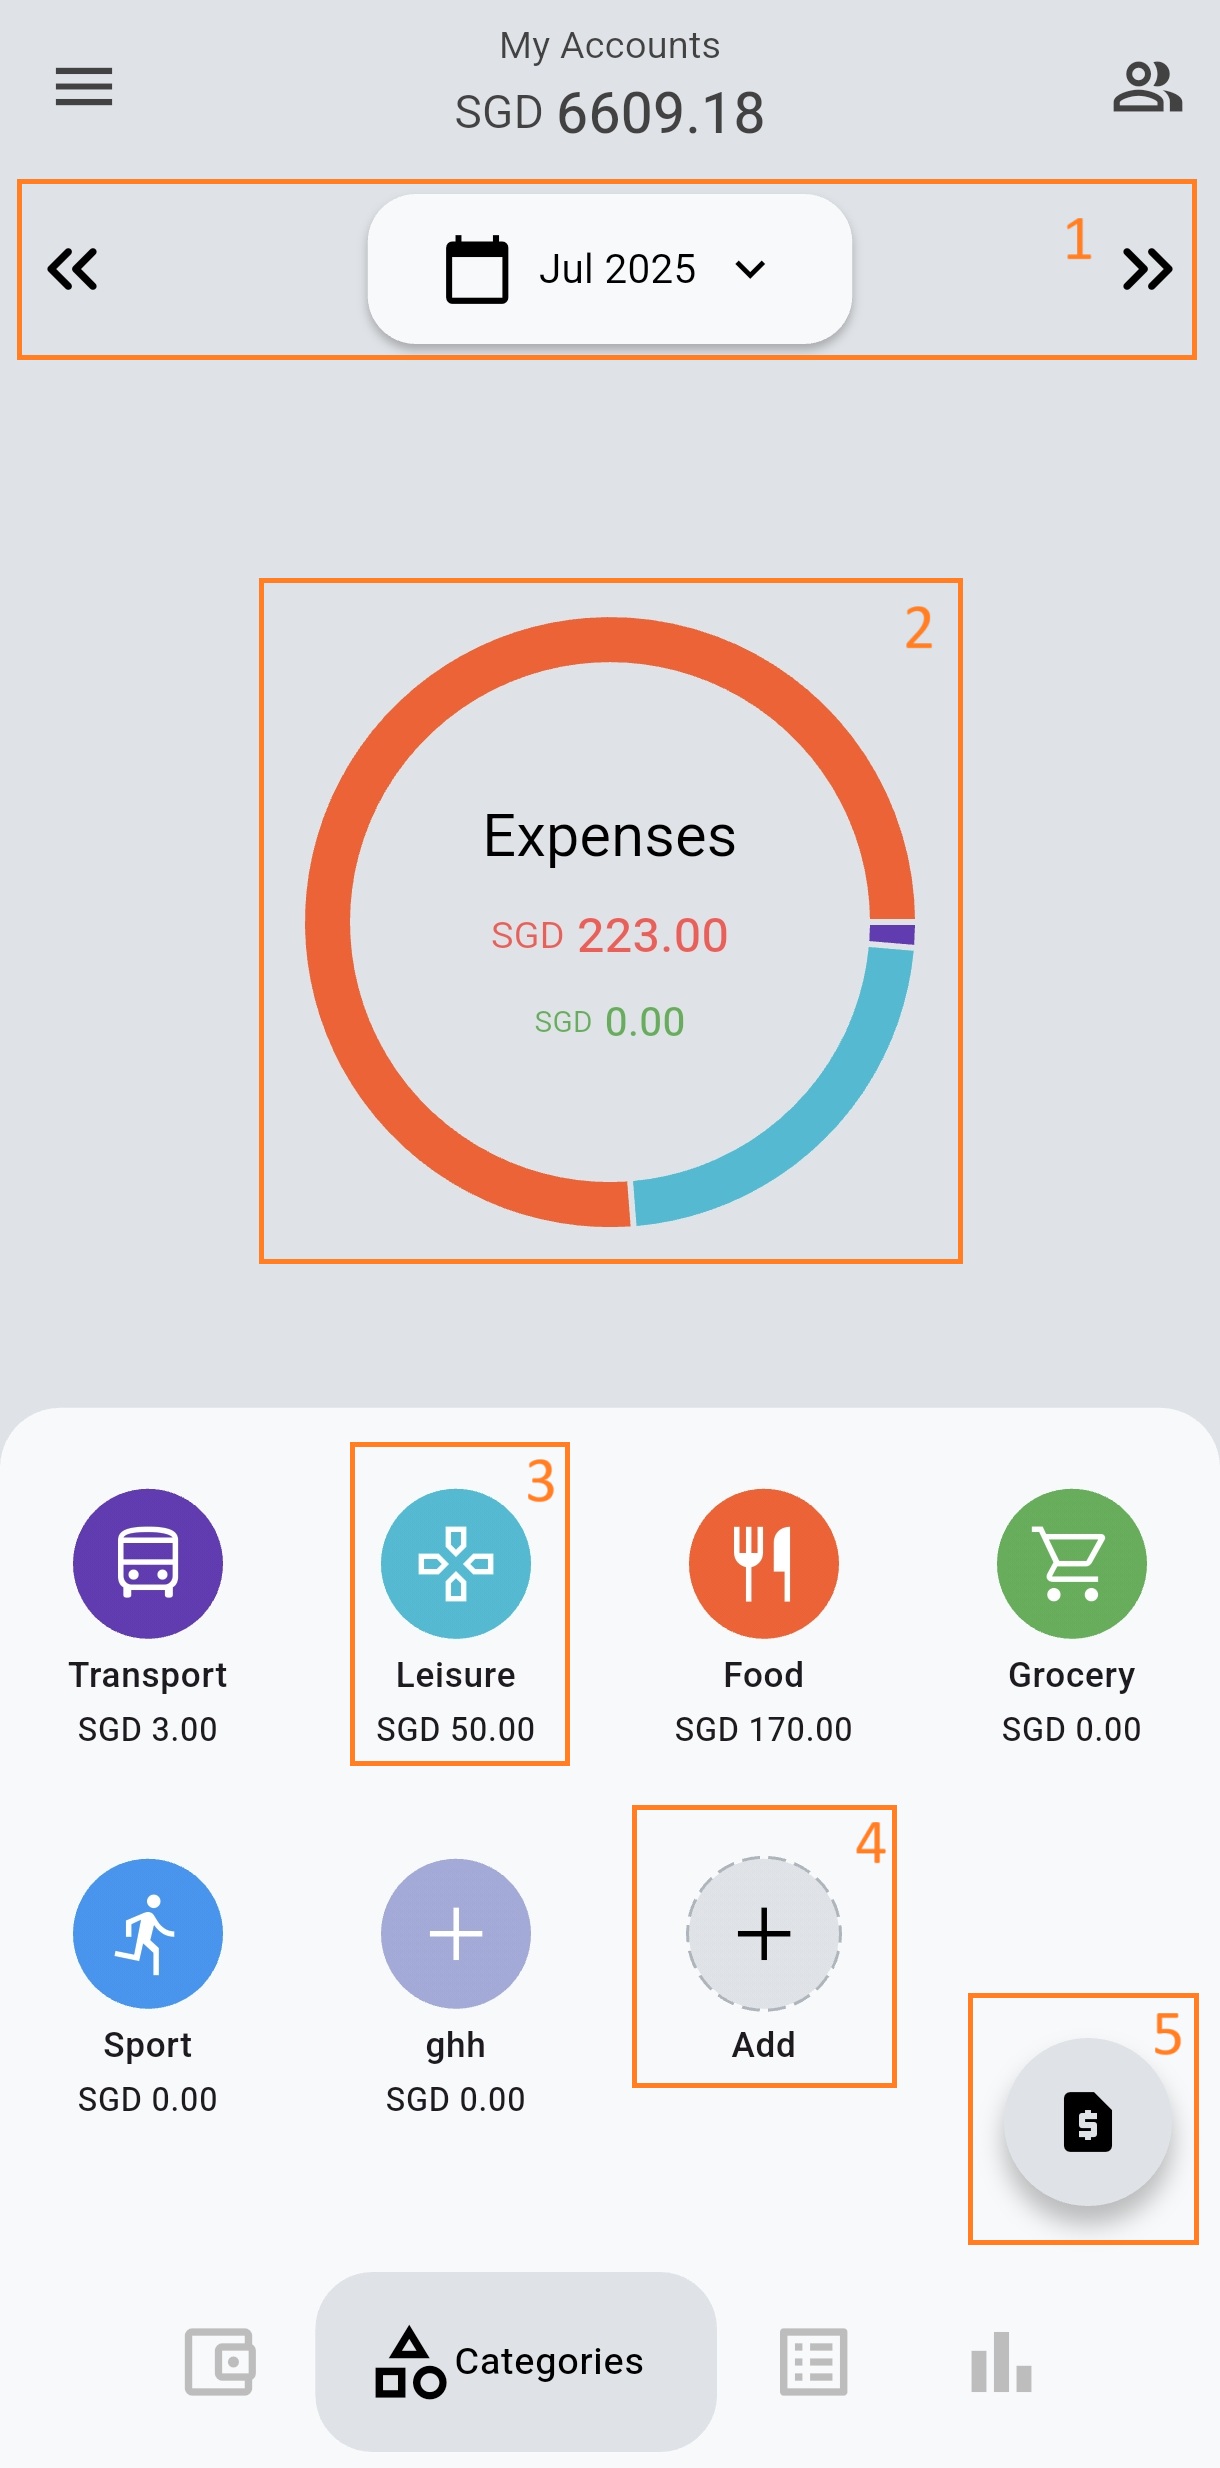 My Accounts
SGD 6609.18
1
Jul 2025
2
Expenses
SGD 223.00
SGD 0.00
3
Transport
Leisure
Food
Grocery
SGD 3.00
SGD 50.00
SGD 170.00
SGD 0.00
4
Sport
ghh
Add
5
SGD 0.00
SGD 0.00
$
Categories